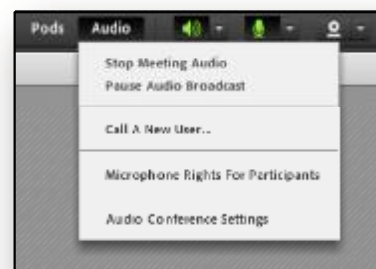 Pods Audio
Stop Meeting Audio
Pause Audio Broadcast
Call A New User...
Microphone Rights For Participants
Audio Conference Settings